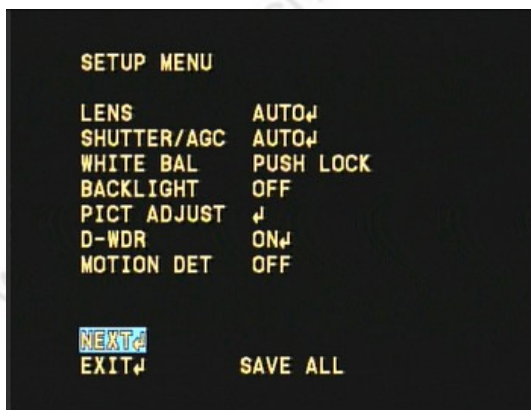 SETUP MENU
LENS AUTO↵
SHUTTER/AGC AUTO↵
WHITE BAL PUSH LOCK
BACKLIGHT OFF
PICT ADJUST ↵
D-WDR ON↵
MOTION DET OFF
NEXT↵
EXIT↵ SAVE ALL